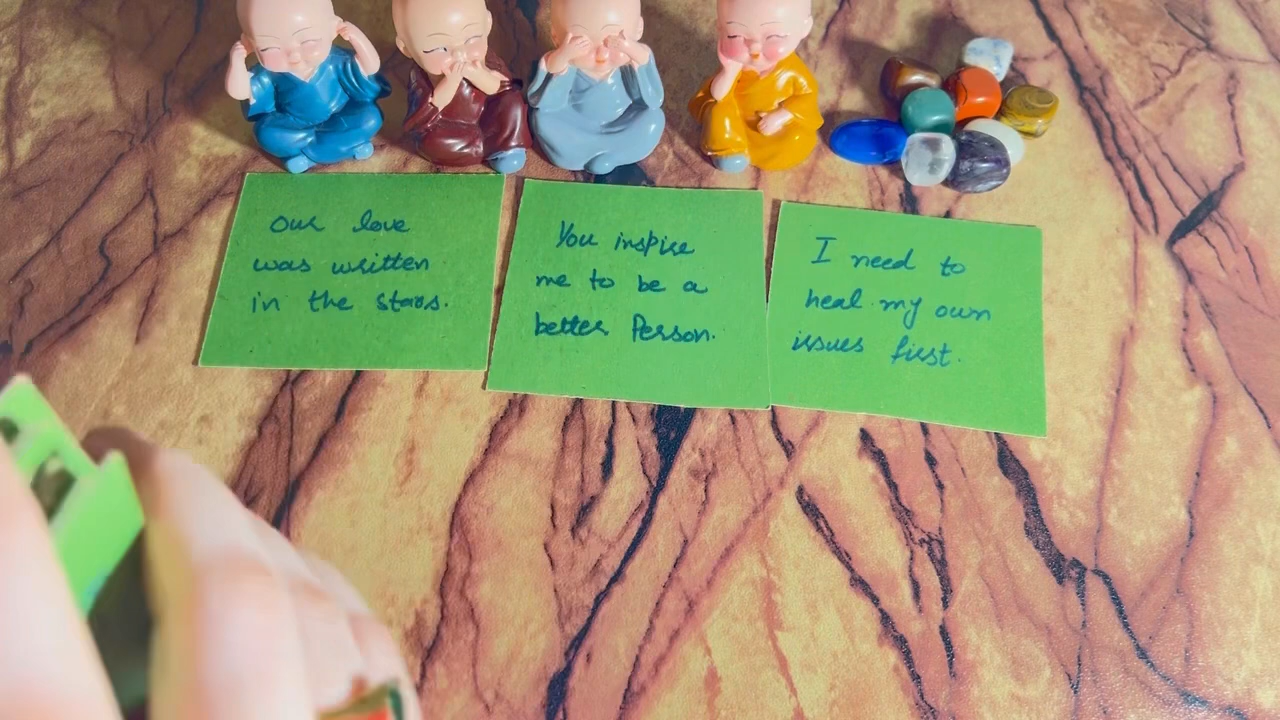 Our love
was written
in the stars.
You inspire
me to be a
better Person.
I need to
heal my own
issues first.